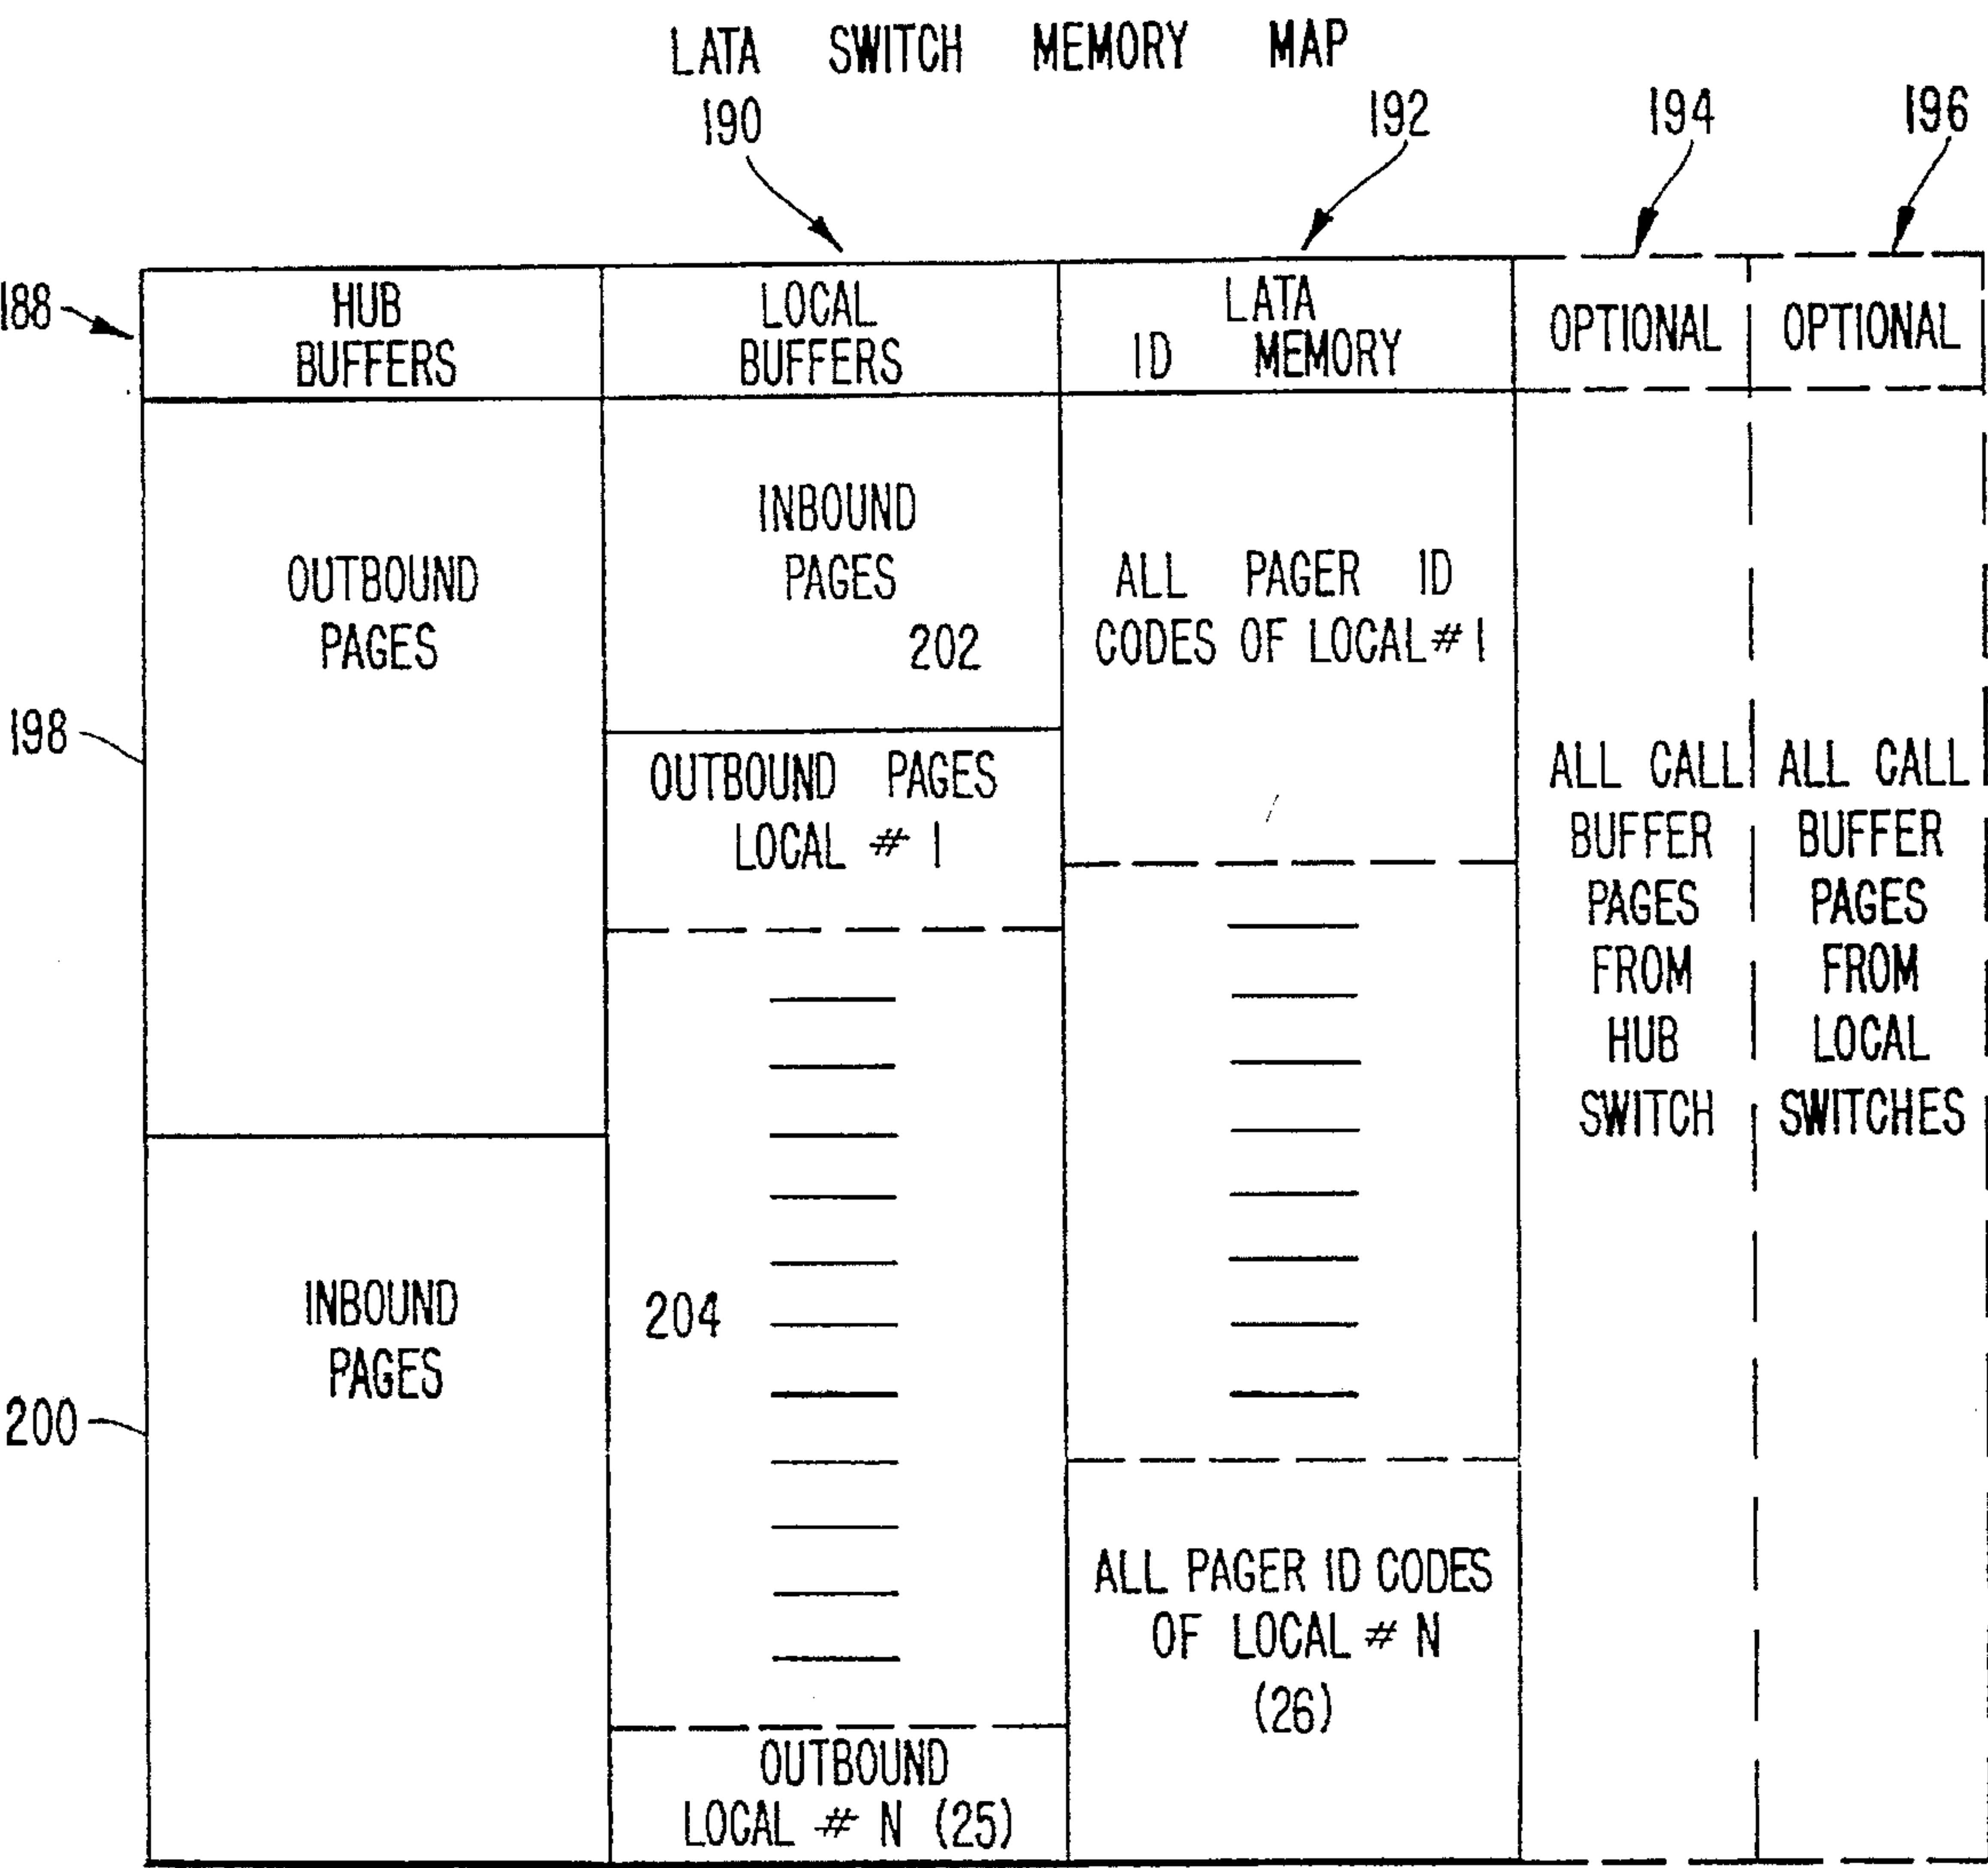 LATA SWITCH MEMORY MAP
190
192
194
196
188
HUB
BUFFERS
LOCAL
BUFFERS
LATA
ID MEMORY
OPTIONAL
OPTIONAL
198
OUTBOUND
PAGES
200
INBOUND
PAGES
INBOUND
PAGES
202
OUTBOUND PAGES
LOCAL # 1
204
OUTBOUND
LOCAL # N (25)
ALL PAGER ID
CODES OF LOCAL # 1
ALL PAGER ID CODES
OF LOCAL # N
(26)
ALL CALL
BUFFER
PAGES
FROM
HUB
SWITCH
ALL CALL
BUFFER
PAGES
FROM
LOCAL
SWITCHES